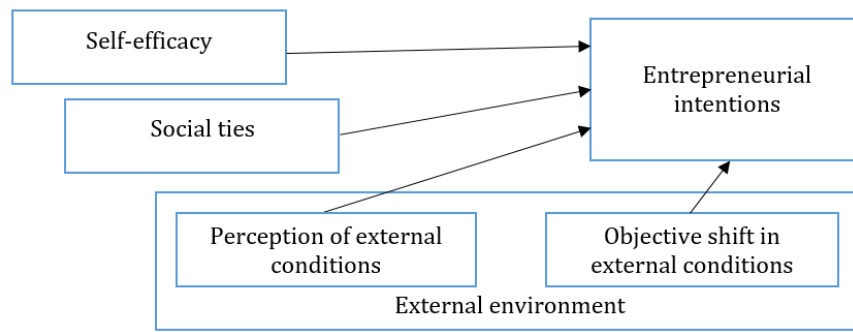 Self-efficacy
Entrepreneurial
intentions
Social ties
Perception of external
conditions
Objective shift in
external conditions
External environment